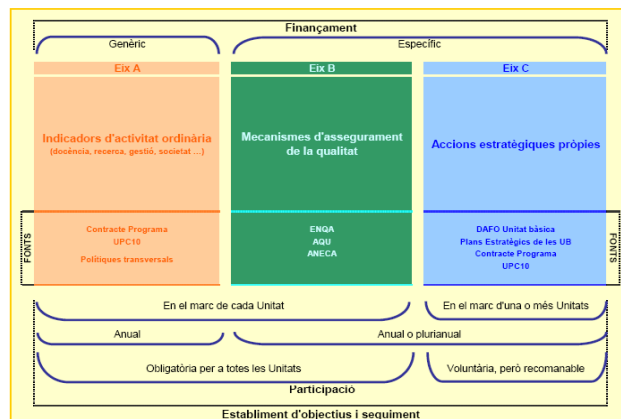 Finançament
Genèric
Específic
Eix A
Eix B
Eix C
Indicadors d'activitat ordinària
(docència, recerca, gestió, societat ...)
Mecanismes d'assegurament
de la qualitat
Accions estratègiques pròpies
FONTS
Contracte Programa
UPC10
Polítiques transversals
ENQA
AQU
ANECA
DAFO Unitat bàsica
Plans Estratégics de les UB
Contracte Programa
UPC10
FONTS
En el marc de cada Unitat
En el marc d'una o més Unitats
Anual
Anual o plurianual
Obligatória per a totes les Unitats
Voluntària, però recomanable
Participació
Establiment d'objectius i seguiment